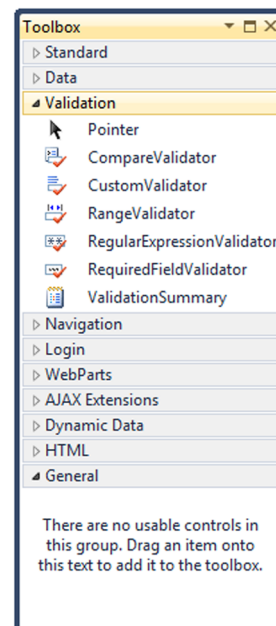 Toolbox
Standard
Data
Validation
Pointer
CompareValidator
CustomValidator
RangeValidator
RegularExpressionValidator
RequiredFieldValidator
ValidationSummary
Navigation
Login
WebParts
AJAX Extensions
Dynamic Data
HTML
General
There are no usable controls in
this group. Drag an item onto
this text to add it to the toolbox.